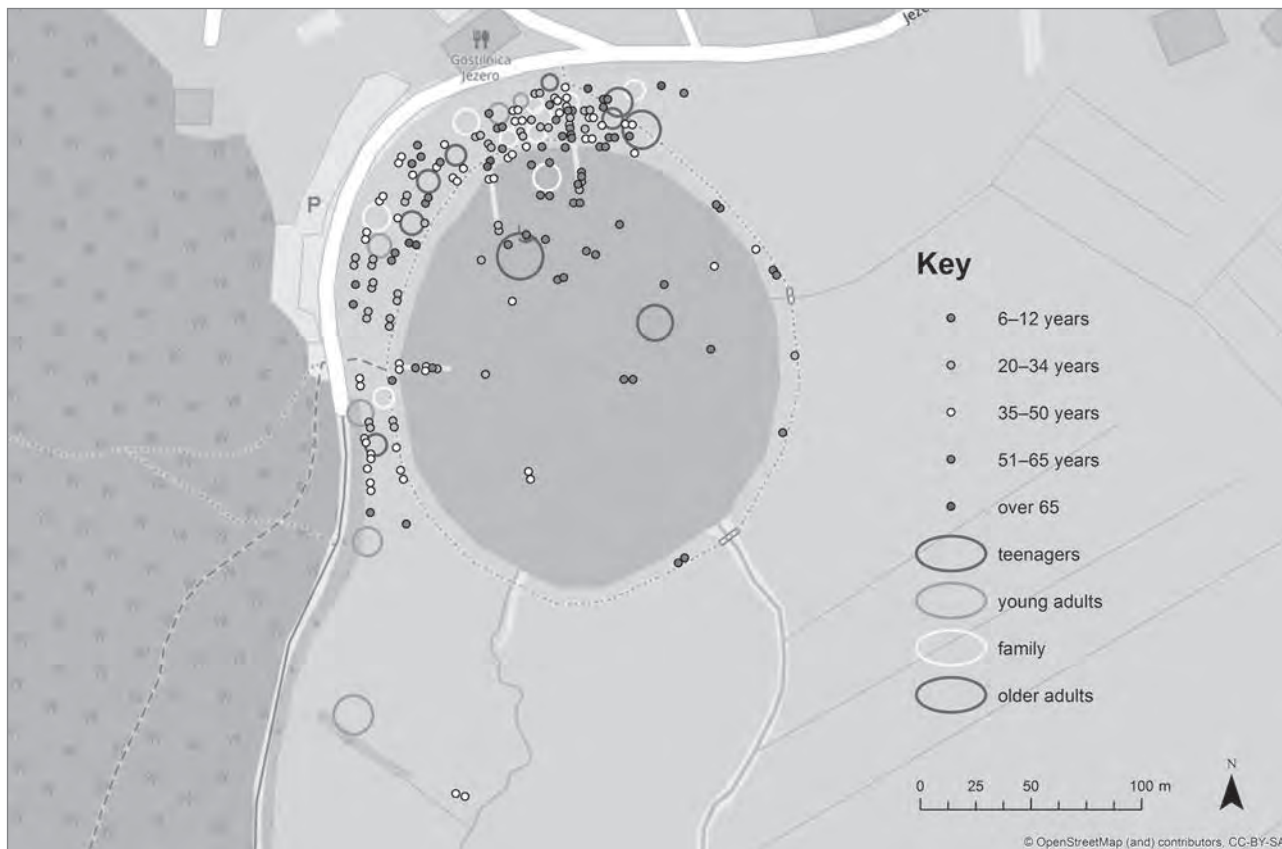 Gostilnica
Jezero
Jeze
P
Key
6–12 years
20–34 years
35–50 years
51–65 years
over 65
teenagers
young adults
family
older adults
N
0 25 50 100 m
© OpenStreetMap (and) contributors, CC-BY-SA